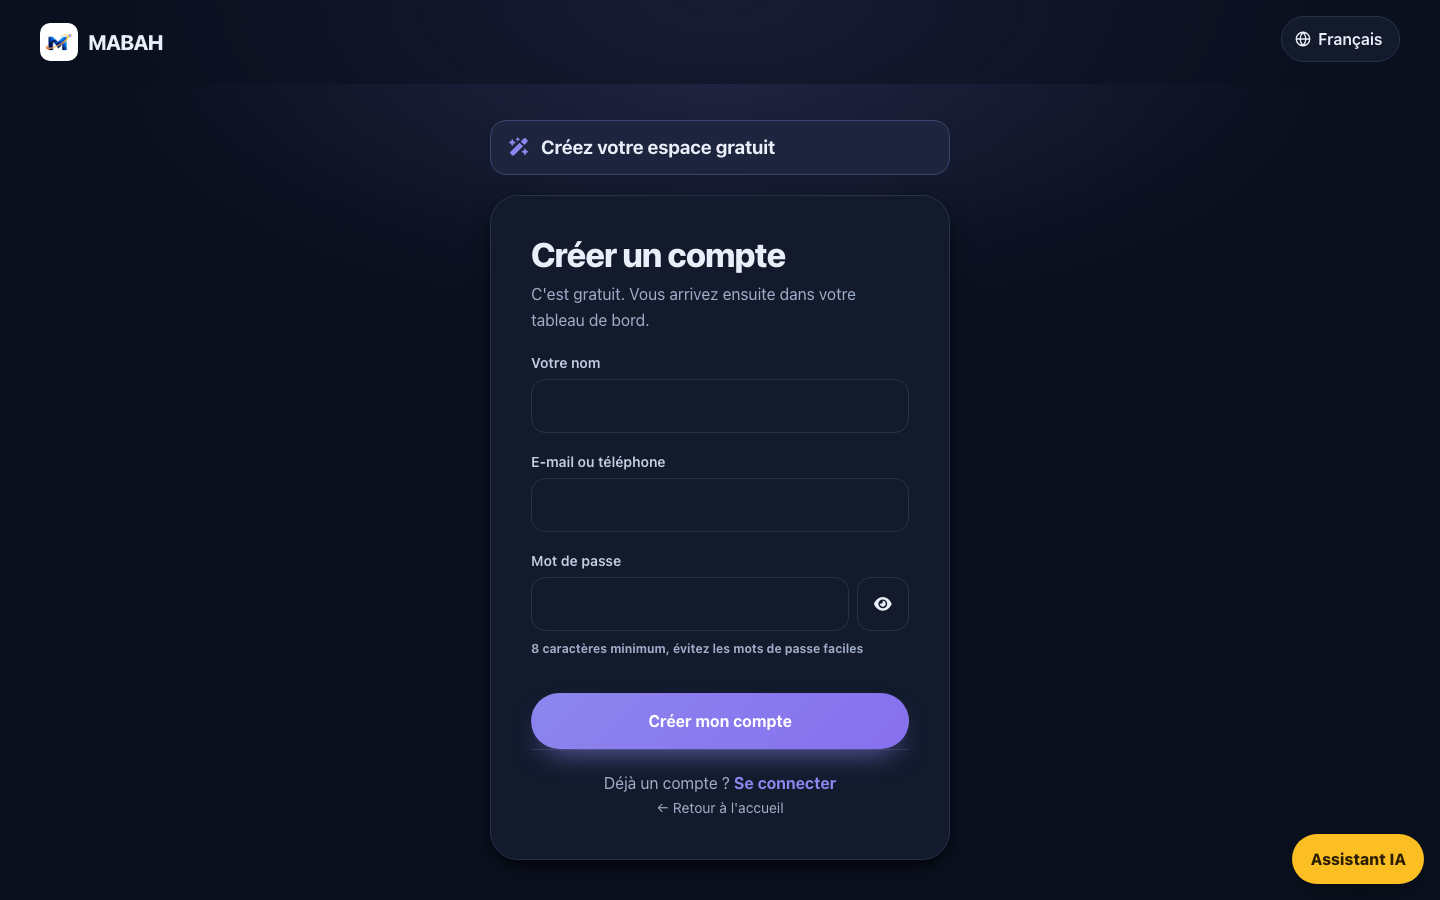 MABAH
Français
Créez votre espace gratuit
Créer un compte
C'est gratuit. Vous arrivez ensuite dans votre
tableau de bord.
Votre nom
E-mail ou téléphone
Mot de passe
8 caractères minimum, évitez les mots de passe faciles
Créer mon compte
Déjà un compte ? Se connecter
← Retour à l'accueil
Assistant IA